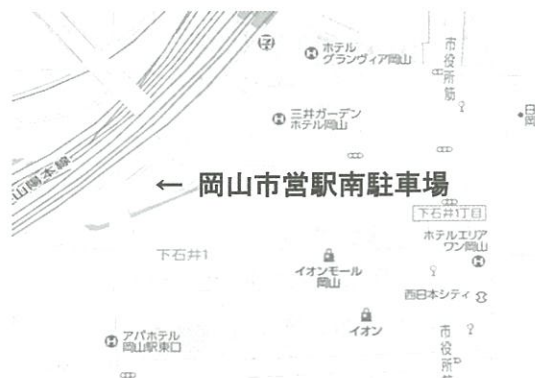 ホテル
グランヴィア岡山
市役所筋
三井ガーデン
ホテル岡山
山陽本線
← 岡山市営駅南駐車場
下石井1丁目
ホテルエリア
ワン岡山
下石井1
イオンモール
岡山
西日本シティ
イオン
市役所
アパホテル
岡山駅東口